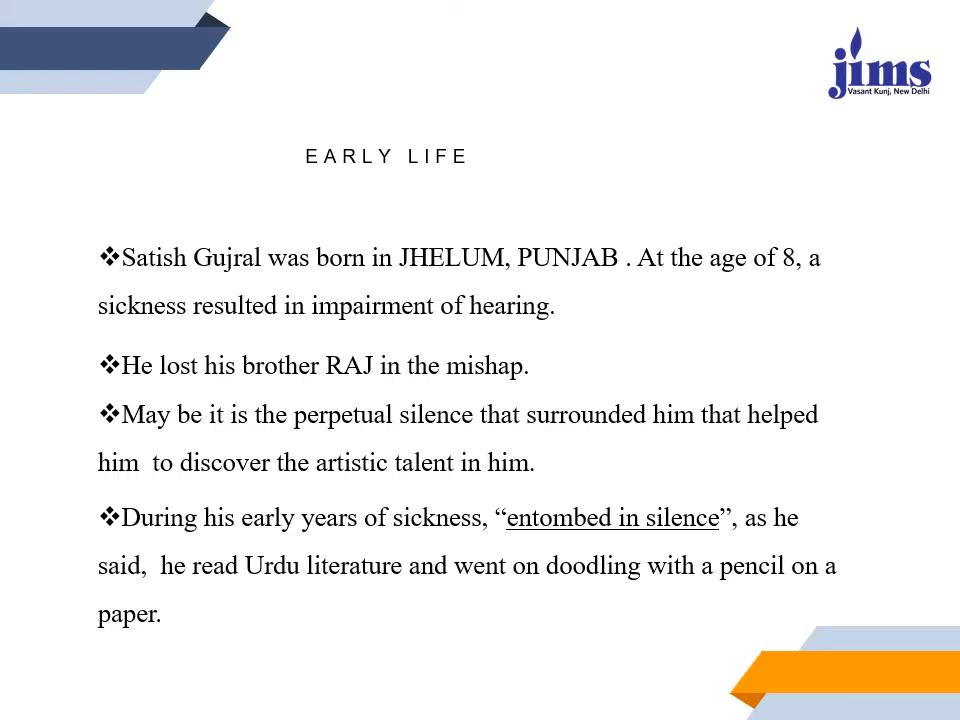 jims
Vasant Kunj, New Delhi
EARLY LIFE
❖Satish Gujral was born in JHELUM, PUNJAB . At the age of 8, a
sickness resulted in impairment of hearing.
❖He lost his brother RAJ in the mishap.
❖May be it is the perpetual silence that surrounded him that helped
him  to discover the artistic talent in him.
❖During his early years of sickness, “entombed in silence”, as he
said,  he read Urdu literature and went on doodling with a pencil on a
paper.